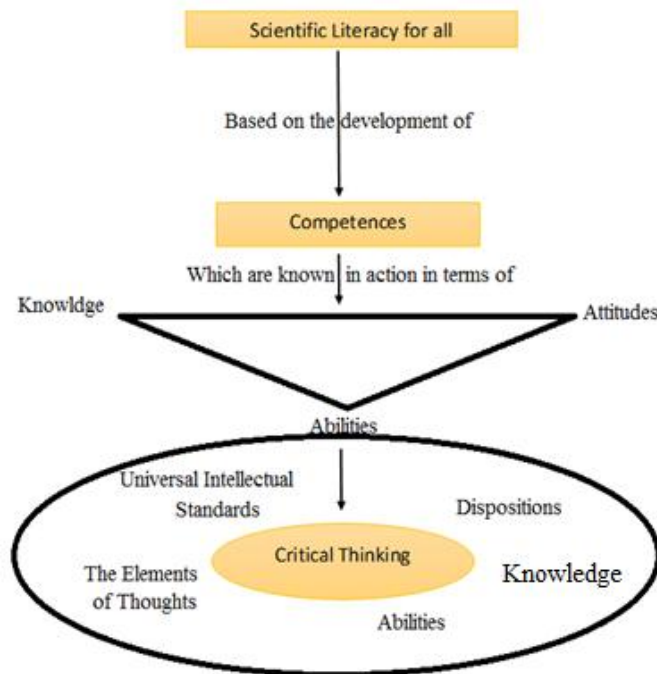 Scientific Literacy for all
Based on the development of
Competences
Which are known in action in terms of
Knowldge
Attitudes
Abilities
Universal Intellectual
Standards
Dispositions
Critical Thinking
Knowledge
The Elements
of Thoughts
Abilities